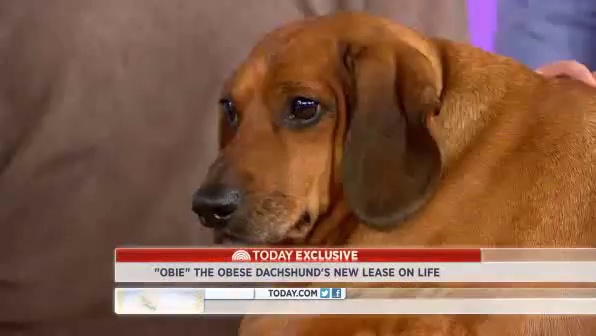 TODAY EXCLUSIVE
"OBIE" THE OBESE DACHSHUND'S NEW LEASE ON LIFE
TODAY.COM